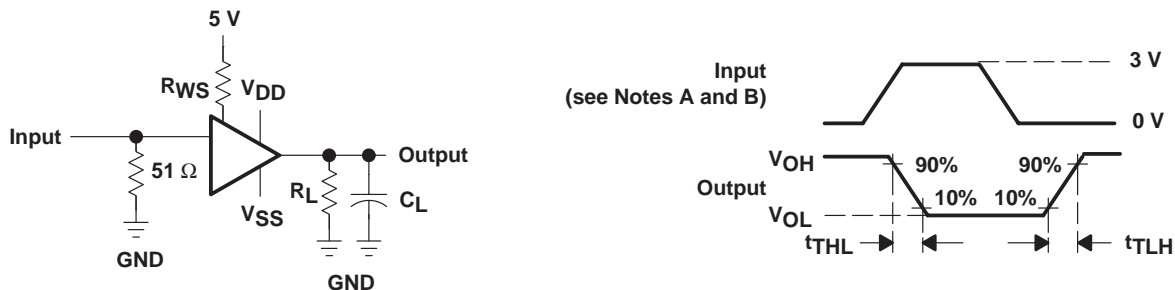 5 V
RWS
VDD
Input
51 Ω
Output
VSS
RL
CL
GND
GND
Input
(see Notes A and B)
3 V
0 V
VOH
90%
90%
Output
10%
10%
VOL
tTHL
tTLH